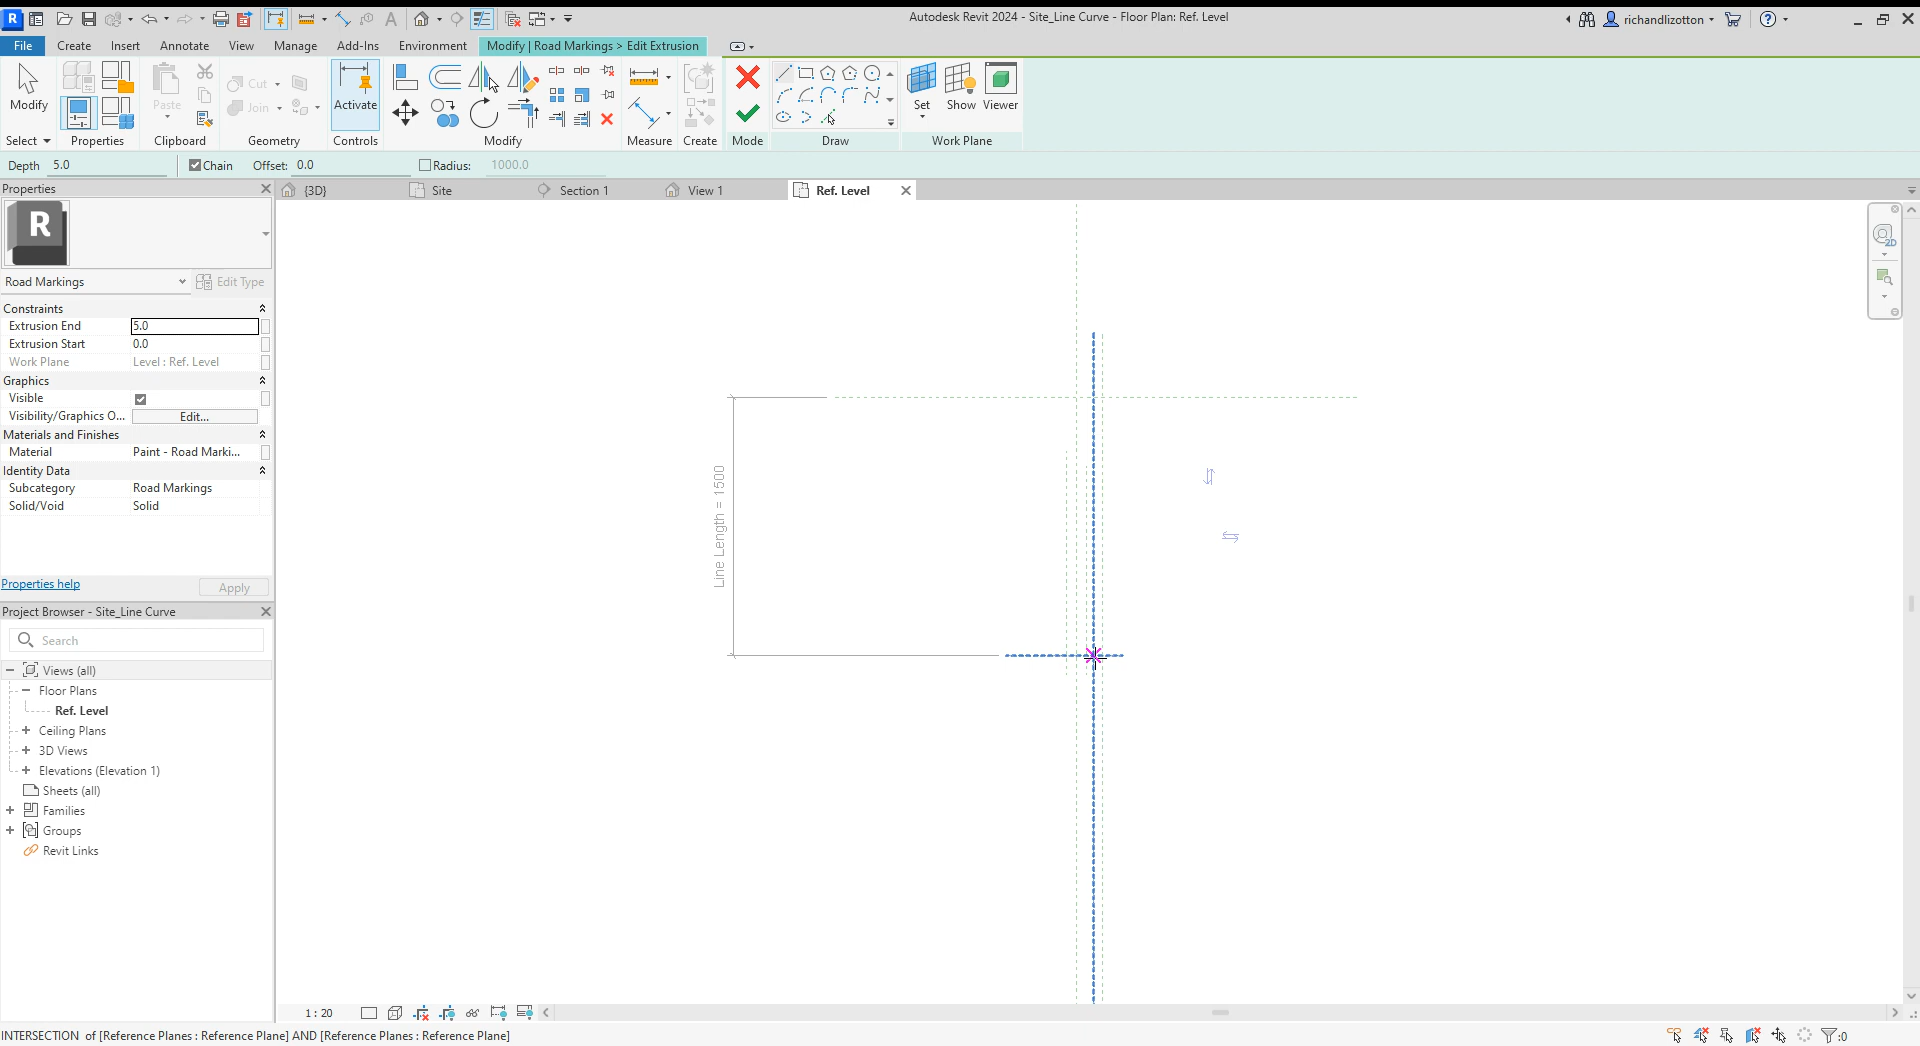 Autodesk Revit 2024 - Site_Line Curve - Floor Plan: Ref. Level
richandlizotton
File Create Insert Annotate View Manage Add-Ins Environment Modify | Road Markings > Edit Extrusion
Modify
Paste
Cut
Join
Activate
Set Show Viewer
Select Properties Clipboard Geometry Controls Modify Measure Create Mode Draw Work Plane
Depth 5.0 Chain Offset: 0.0 Radius: 1000.0
Properties
{3D} Site Section 1 View 1 Ref. Level
R
Road Markings Edit Type
Constraints
Extrusion End 5.0
Extrusion Start 0.0
Work Plane Level : Ref. Level
Graphics
Visible
Visibility/Graphics O... Edit...
Materials and Finishes
Material Paint - Road Marki...
Identity Data
Subcategory Road Markings
Solid/Void Solid
Properties help Apply
Line Length = 1500
Project Browser - Site_Line Curve
Search
Views (all)
Floor Plans
Ref. Level
Ceiling Plans
3D Views
Elevations (Elevation 1)
Sheets (all)
Families
Groups
Revit Links
2D
1 : 20
INTERSECTION of [Reference Planes : Reference Plane] AND [Reference Planes : Reference Plane]
:0